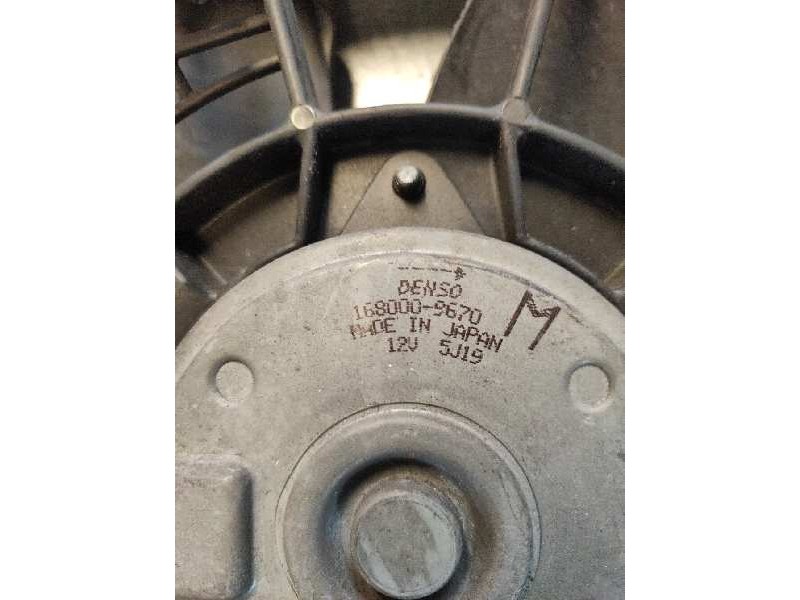 DENSO
168000-9670
MADE IN JAPAN
12V 5J19
M